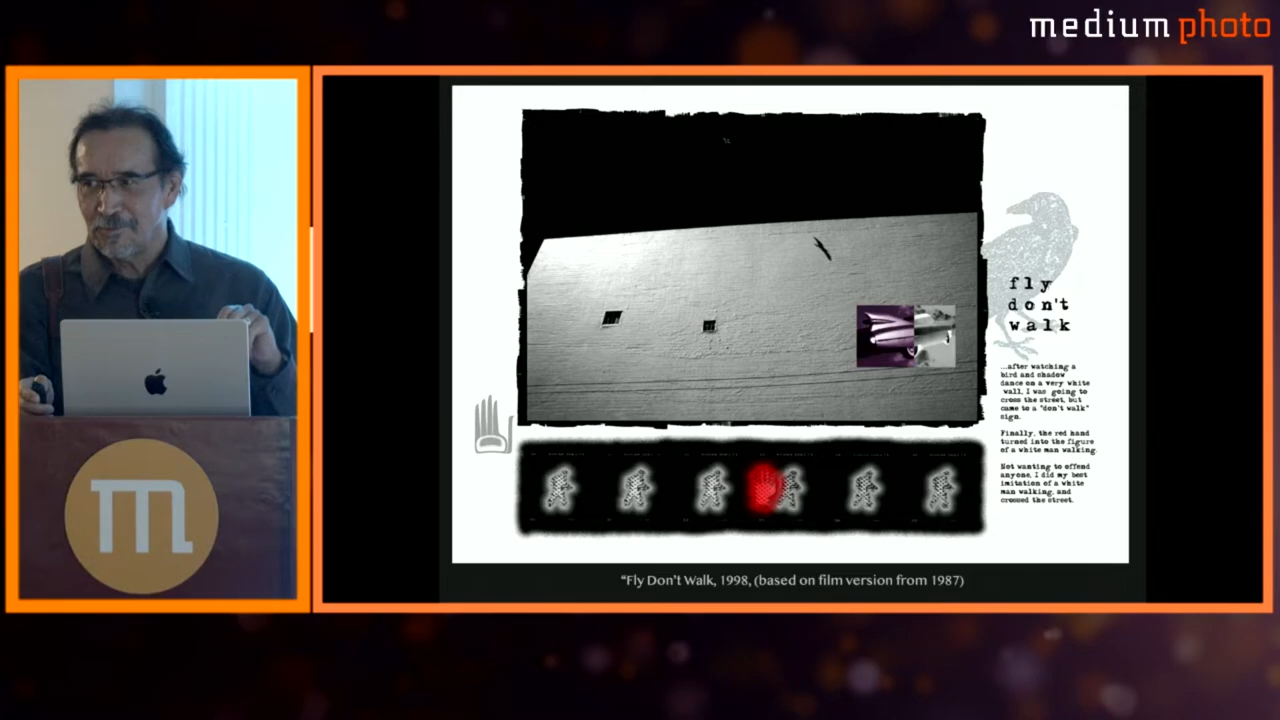 medium photo
fly
don't
walk
...after watching a
bird and shadow
dance on a very white
wall, I was going to
cross the street, but
came to a "don't walk"
sign.
Finally, the red hand
turned into the figure
of a white man walking.
Not wanting to offend
anyone, I did my best
imitation of a white
man walking, and
crossed the street.
m
"Fly Don't Walk, 1998, (based on film version from 1987)